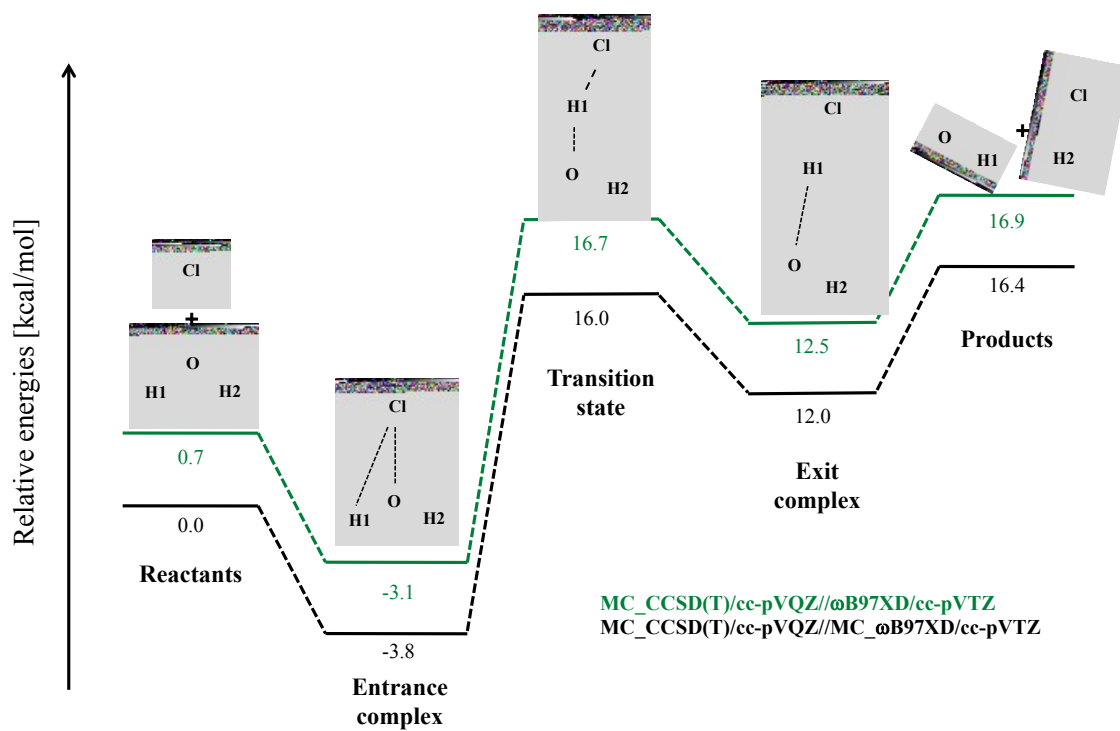 Relative energies [kcal/mol]
Cl
+
O
H1 H2
0.7
0.0
Reactants
Cl
O
H1 H2
-3.1
-3.8
Entrance
complex
Cl
H1
O
H2
16.7
16.0
Transition
state
Cl
H1
O
H2
12.5
12.0
Exit
complex
O
H1
+
Cl
H2
16.9
16.4
Products
MC_CCSD(T)/cc-pVQZ//ωB97XD/cc-pVTZ
MC_CCSD(T)/cc-pVQZ//MC_ωB97XD/cc-pVTZ